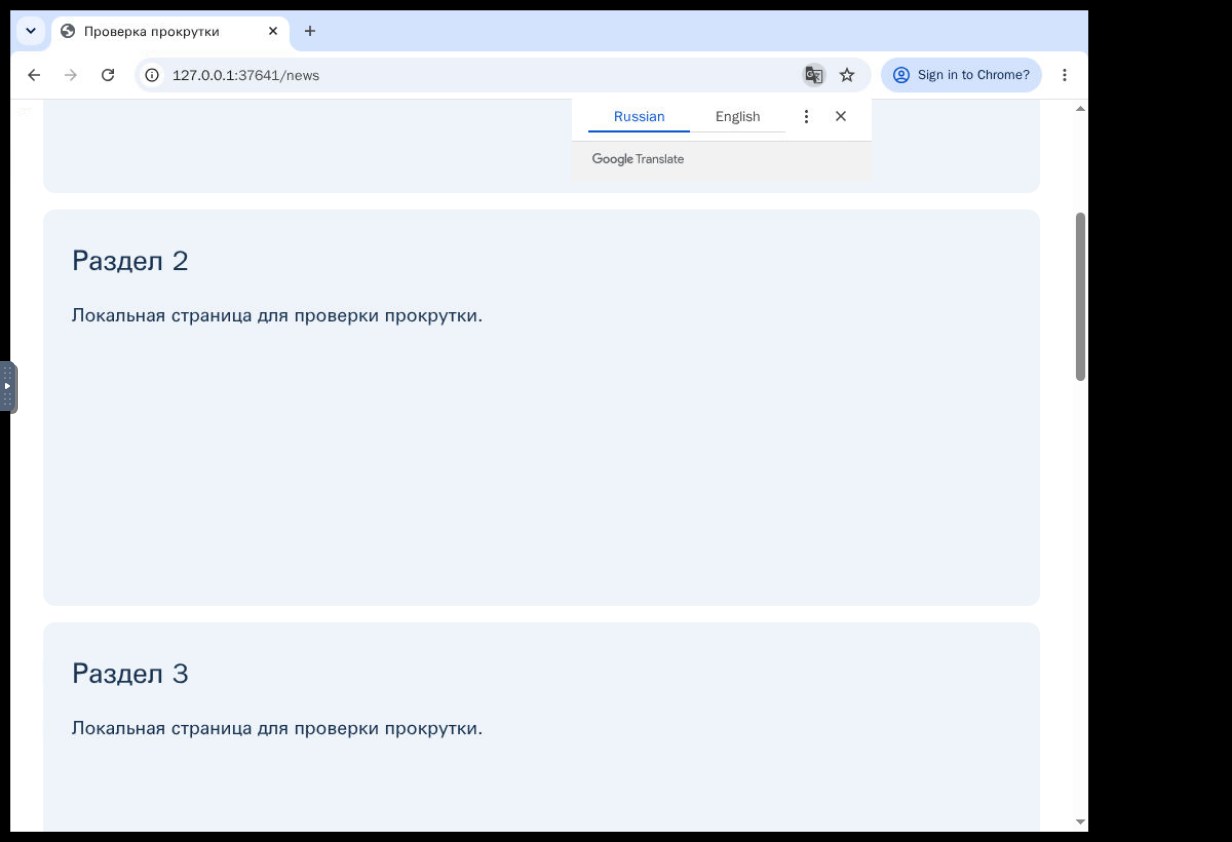 Проверка прокрутки
127.0.0.1:37641/news
Sign in to Chrome?
Russian English
Google Translate
Раздел 2
Локальная страница для проверки прокрутки.
Раздел 3
Локальная страница для проверки прокрутки.